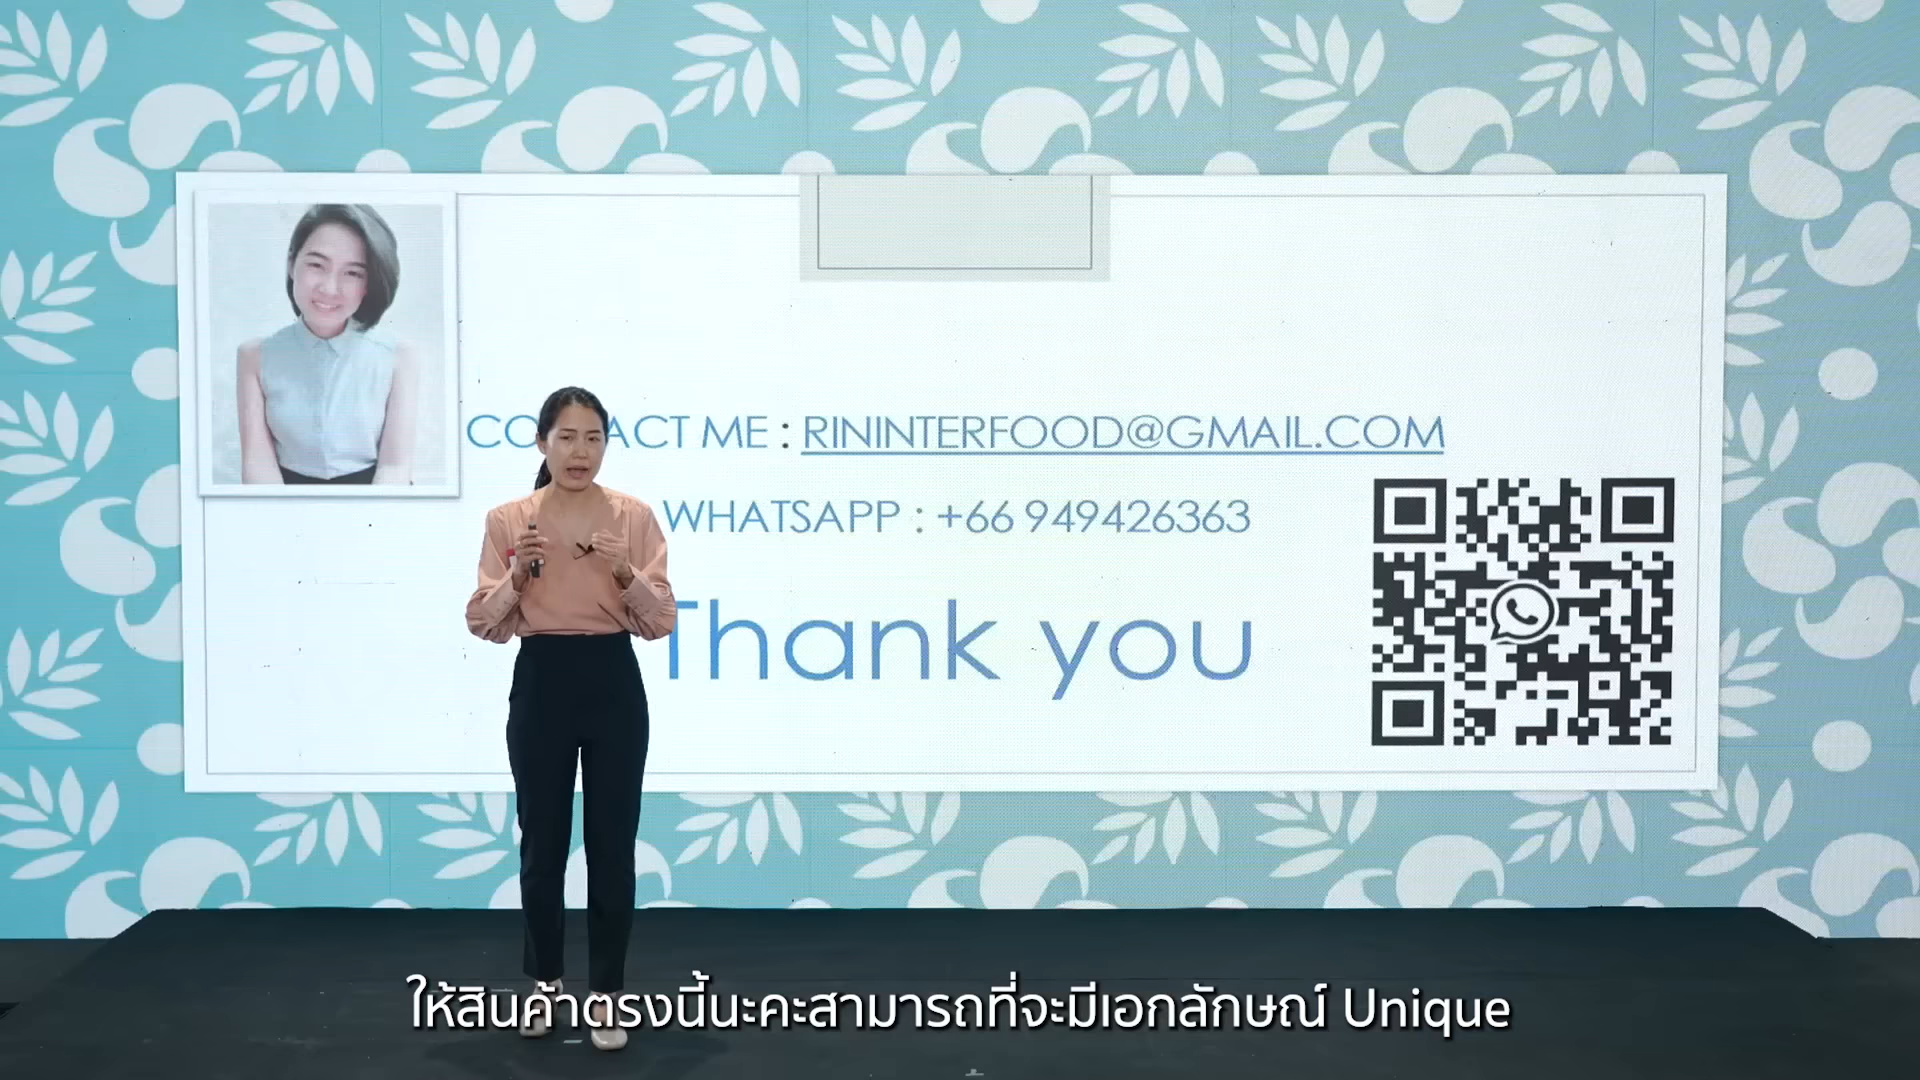 CONTACT ME : RININTERFOOD@GMAIL.COM
WHATSAPP : +66 949426363
Thank you
ให้สินค้าตรงนี้นะคะสามารถที่จะมีเอกลักษณ์ Unique